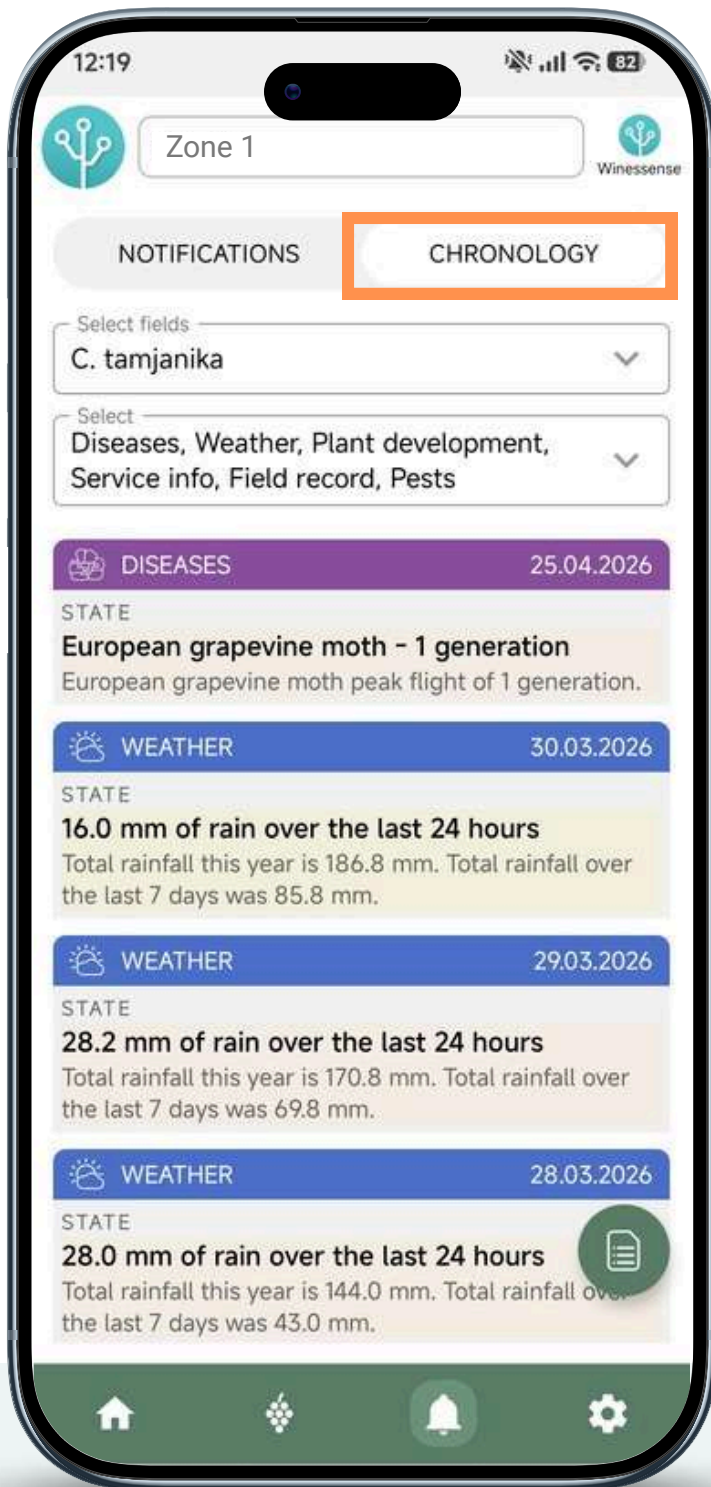 12:19
82
Zone 1
Winessense
NOTIFICATIONS
CHRONOLOGY
Select fields
C. tamjanika
Select
Diseases, Weather, Plant development,
Service info, Field record, Pests
DISEASES 25.04.2026
STATE
European grapevine moth - 1 generation
European grapevine moth peak flight of 1 generation.
WEATHER 30.03.2026
STATE
16.0 mm of rain over the last 24 hours
Total rainfall this year is 186.8 mm. Total rainfall over
the last 7 days was 85.8 mm.
WEATHER 29.03.2026
STATE
28.2 mm of rain over the last 24 hours
Total rainfall this year is 170.8 mm. Total rainfall over
the last 7 days was 69.8 mm.
WEATHER 28.03.2026
STATE
28.0 mm of rain over the last 24 hours
Total rainfall this year is 144.0 mm. Total rainfall over
the last 7 days was 43.0 mm.